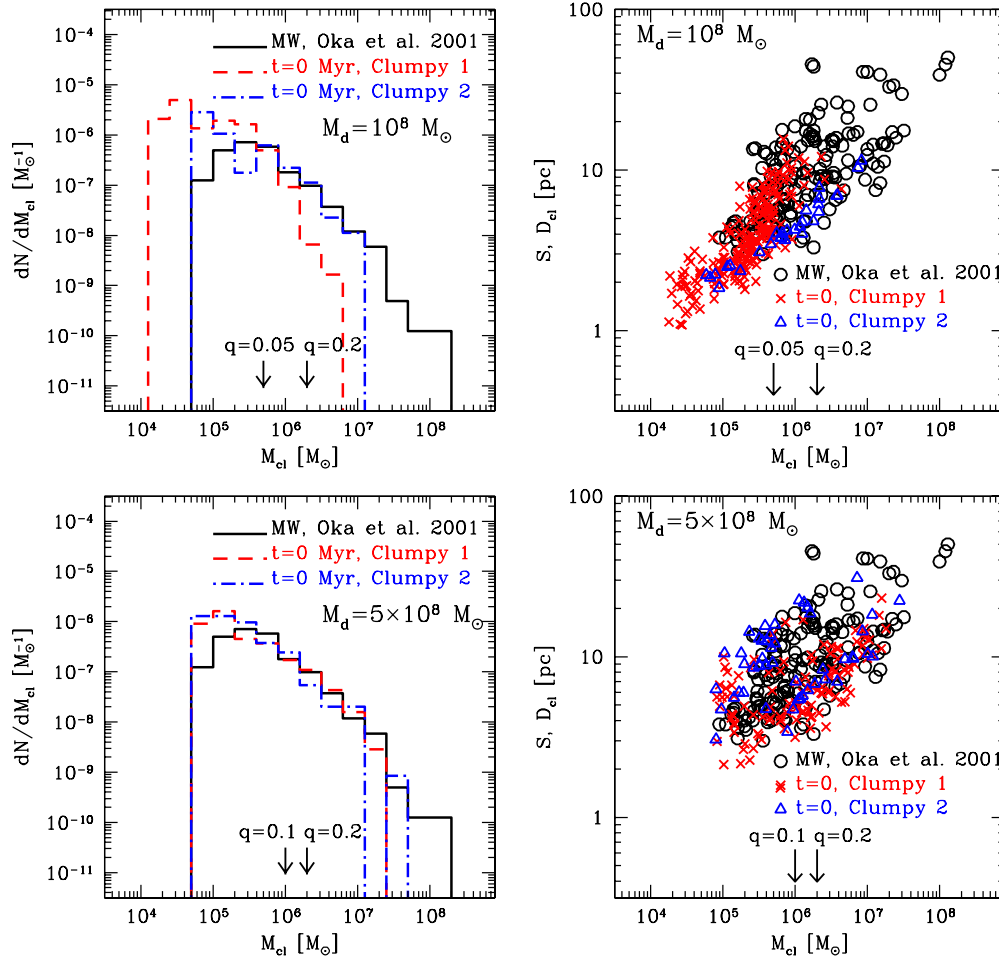 MW, Oka et al. 2001
t=0 Myr, Clumpy 1
t=0 Myr, Clumpy 2
M_d=10^8 M_⊙
q=0.05 q=0.2
10^-4
10^-5
10^-6
10^-7
10^-8
10^-9
10^-10
10^-11
dN/dM_cl [M_⊙^-1]
10^4 10^5 10^6 10^7 10^8
M_cl [M_⊙]
M_d=10^8 M_⊙
MW, Oka et al. 2001
t=0, Clumpy 1
t=0, Clumpy 2
q=0.05 q=0.2
100
10
1
S, D_cl [pc]
10^4 10^5 10^6 10^7 10^8
M_cl [M_⊙]
MW, Oka et al. 2001
t=0 Myr, Clumpy 1
t=0 Myr, Clumpy 2
M_d=5×10^8 M_⊙
q=0.1 q=0.2
10^-4
10^-5
10^-6
10^-7
10^-8
10^-9
10^-10
10^-11
dN/dM_cl [M_⊙^-1]
10^4 10^5 10^6 10^7 10^8
M_cl [M_⊙]
M_d=5×10^8 M_⊙
MW, Oka et al. 2001
t=0, Clumpy 1
t=0, Clumpy 2
q=0.1 q=0.2
100
10
1
S, D_cl [pc]
10^4 10^5 10^6 10^7 10^8
M_cl [M_⊙]